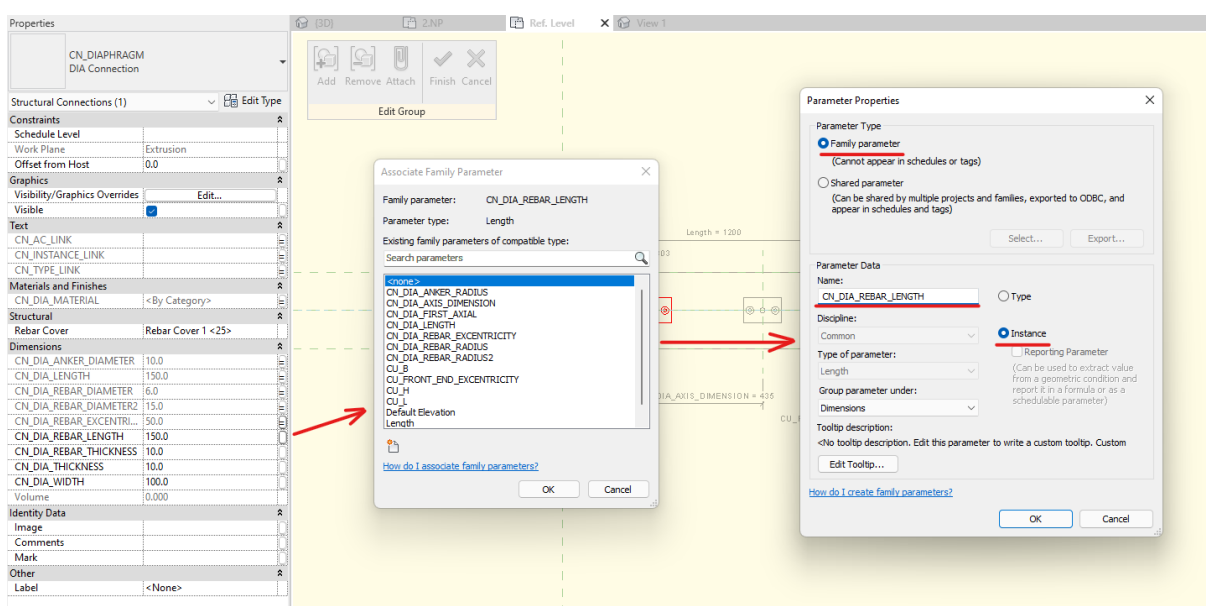 Properties
CN_DIAPHRAGM
DIA Connection
Structural Connections (1)
Edit Type
Constraints
Schedule Level
Work Plane Extrusion
Offset from Host 0.0
Graphics
Visibility/Graphics Overrides Edit...
Visible
Text
CN_AC_LINK
CN_INSTANCE_LINK
CN_TYPE_LINK
Materials and Finishes
CN_DIA_MATERIAL <By Category>
Structural
Rebar Cover Rebar Cover 1 <25>
Dimensions
CN_DIA_ANKER_DIAMETER 10.0
CN_DIA_LENGTH 150.0
CN_DIA_REBAR_DIAMETER 6.0
CN_DIA_REBAR_DIAMETER2 15.0
CN_DIA_REBAR_EXCENTRI... 50.0
CN_DIA_REBAR_LENGTH 150.0
CN_DIA_REBAR_THICKNESS 10.0
CN_DIA_THICKNESS 10.0
CN_DIA_WIDTH 100.0
Volume 0.000
Identity Data
Image
Comments
Mark
Other
Label <None>
{3D}
2.NP
Ref. Level
View 1
Add Remove Attach Finish Cancel
Edit Group
Associate Family Parameter
Family parameter: CN_DIA_REBAR_LENGTH
Parameter type: Length
Existing family parameters of compatible type:
Search parameters
<none>
CN_DIA_ANKER_RADIUS
CN_DIA_AXIS_DIMENSION
CN_DIA_FIRST_AXIAL
CN_DIA_LENGTH
CN_DIA_REBAR_EXCENTRICITY
CN_DIA_REBAR_RADIUS
CN_DIA_REBAR_RADIUS2
CU_B
CU_FRONT_END_EXCENTRICITY
CU_H
CU_L
Default Elevation
Length
How do I associate family parameters?
OK Cancel
Length = 1200
03
IA_AXIS_DIMENSION = 435
CU_
Parameter Properties
Parameter Type
Family parameter
(Cannot appear in schedules or tags)
Shared parameter
(Can be shared by multiple projects and families, exported to ODBC, and
appear in schedules and tags)
Select... Export...
Parameter Data
Name:
CN_DIA_REBAR_LENGTH
Type
Discipline:
Common
Instance
Type of parameter:
Reporting Parameter
Length
(Can be used to extract value
from a geometric condition and
report it in a formula or as a
schedulable parameter)
Group parameter under:
Dimensions
Tooltip description:
<No tooltip description. Edit this parameter to write a custom tooltip. Custom
Edit Tooltip...
How do I create family parameters?
OK Cancel